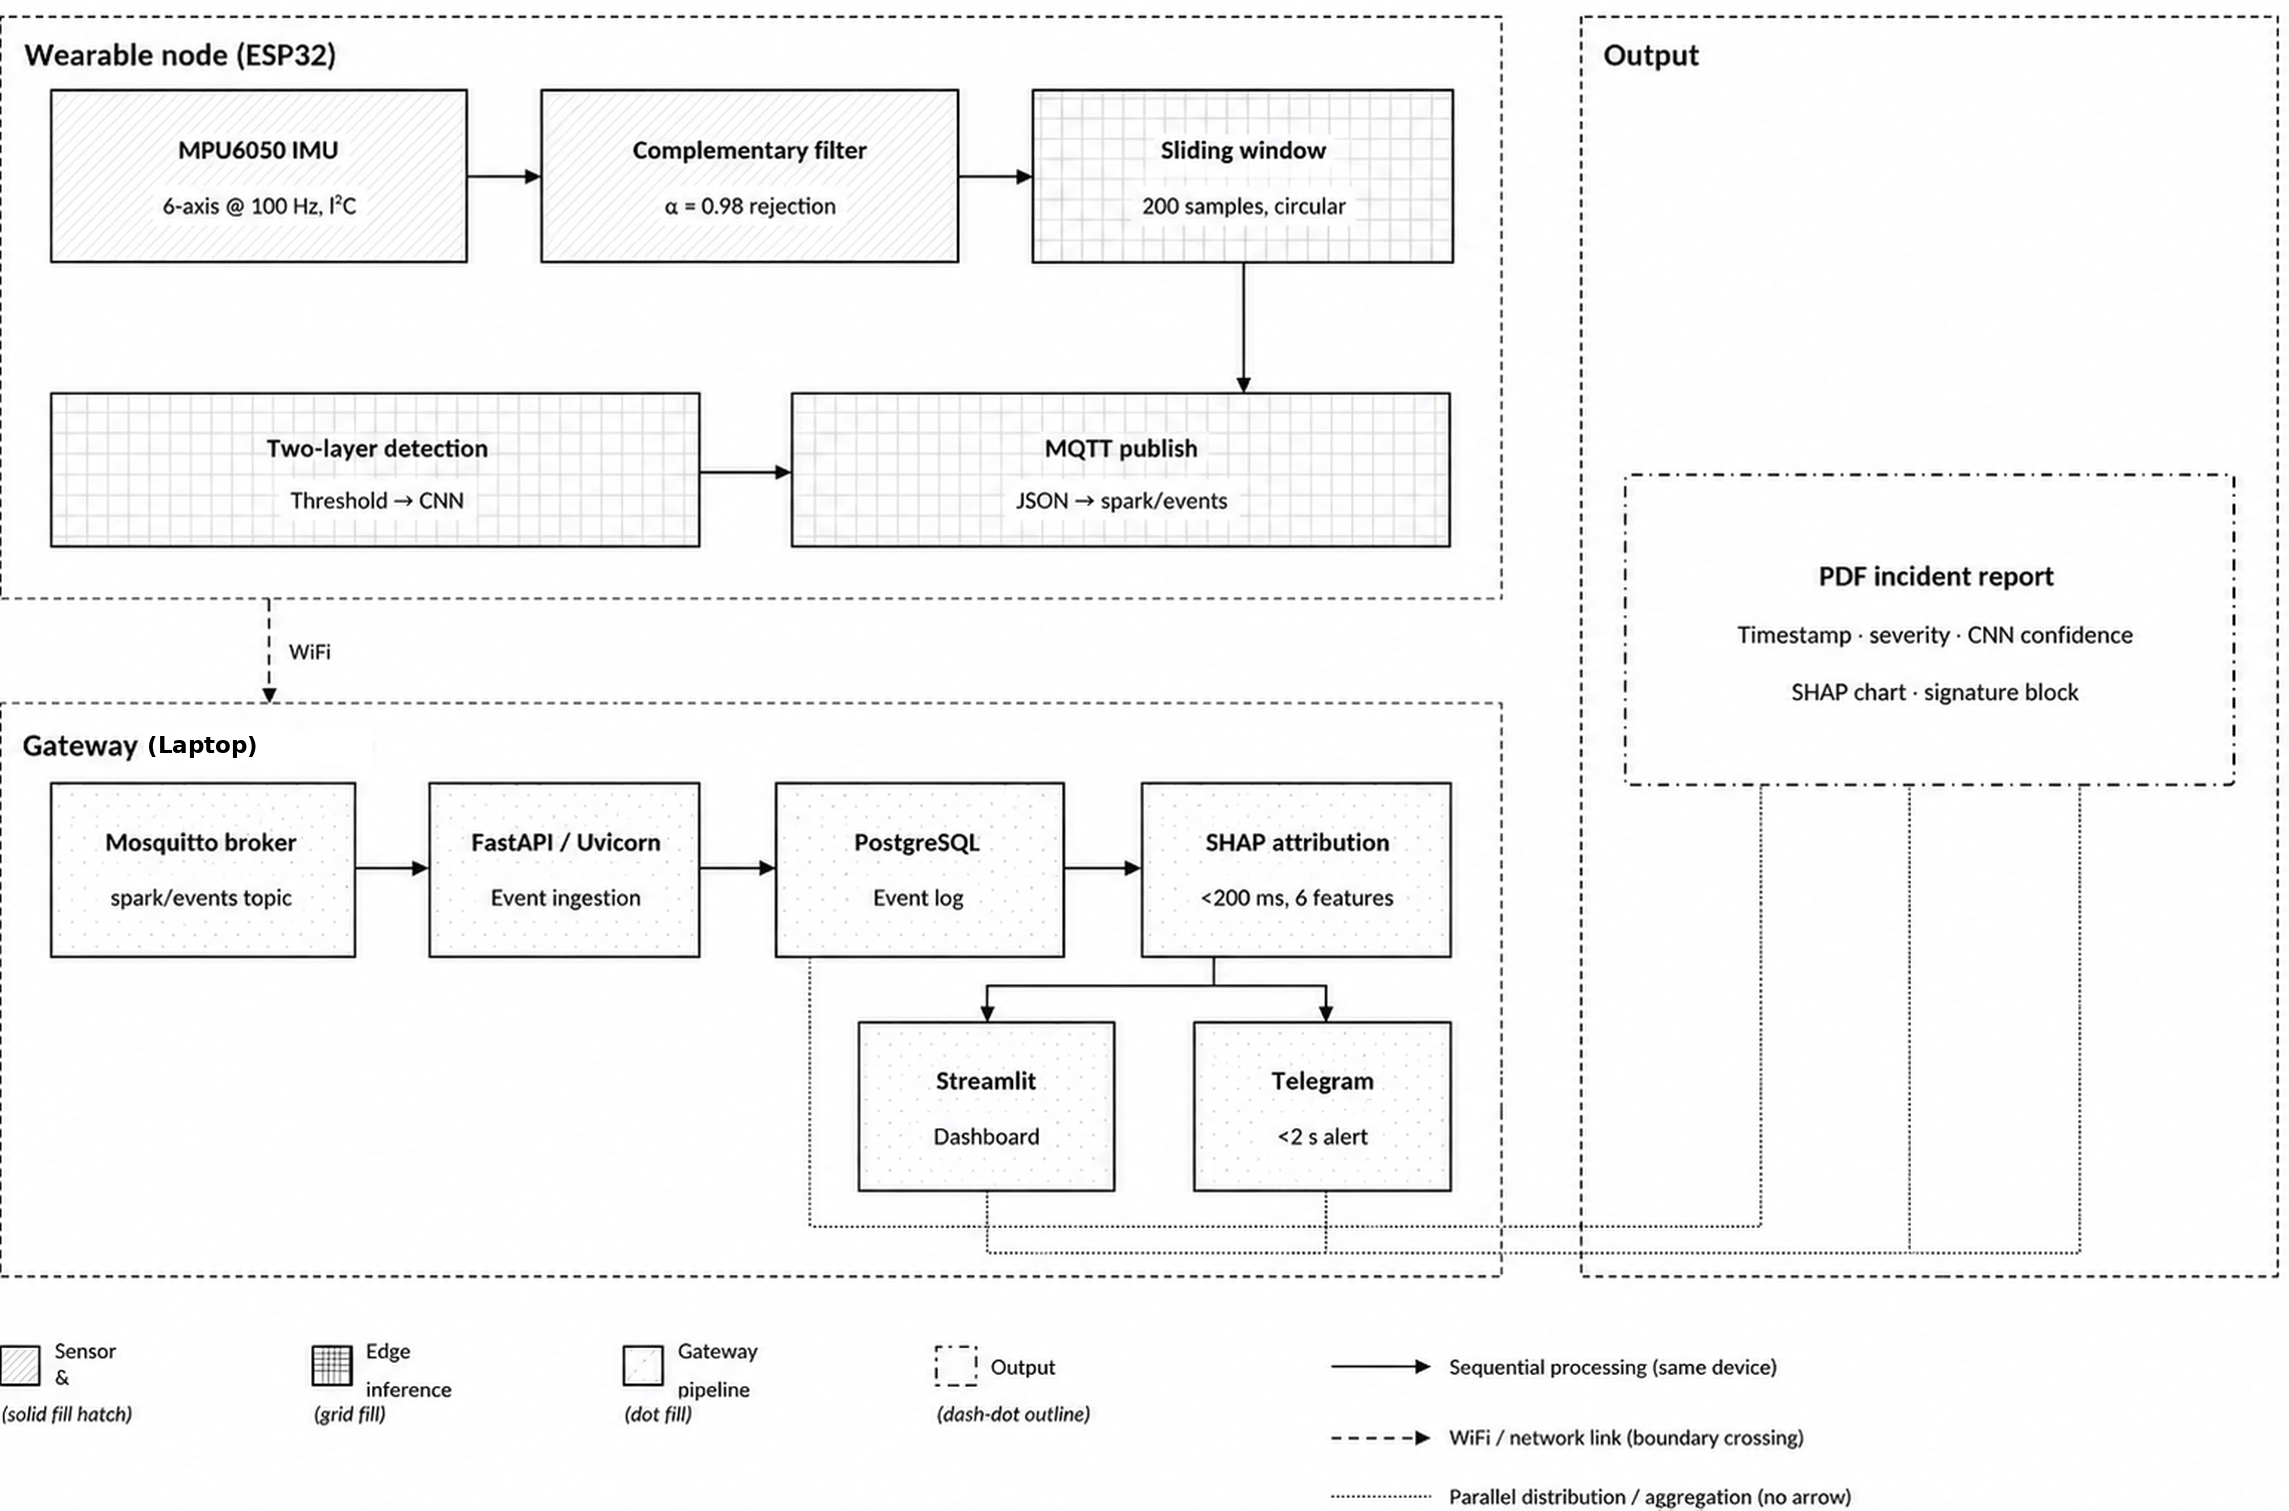 Wearable node (ESP32)
MPU6050 IMU
6-axis @ 100 Hz, I²C
Complementary filter
α = 0.98 rejection
Sliding window
200 samples, circular
Two-layer detection
Threshold → CNN
MQTT publish
JSON → spark/events
WiFi
Gateway (Laptop)
Mosquitto broker
spark/events topic
FastAPI / Uvicorn
Event ingestion
PostgreSQL
Event log
SHAP attribution
<200 ms, 6 features
Streamlit
Dashboard
Telegram
<2 s alert
Output
PDF incident report
Timestamp · severity · CNN confidence
SHAP chart · signature block
Sensor
&
(solid fill hatch)
Edge
inference
(grid fill)
Gateway
pipeline
(dot fill)
Output
(dash-dot outline)
Sequential processing (same device)
WiFi / network link (boundary crossing)
Parallel distribution / aggregation (no arrow)